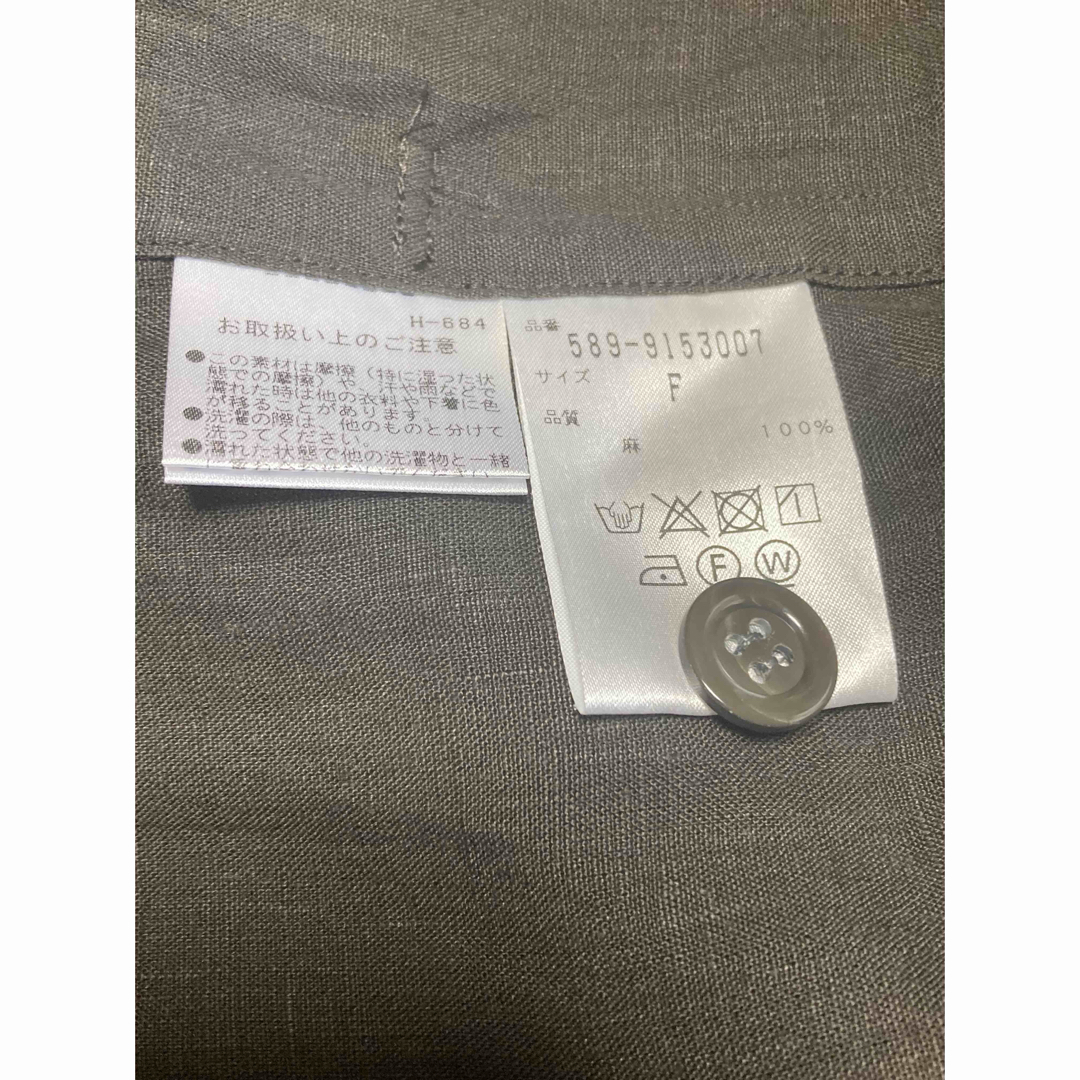 H-684
お取扱い上のご注意
●この素材は摩擦（特に湿った状
態での摩擦）や、汗や雨などで
濡れた時は他の衣料や下着に色
が移ることがあります。
●洗濯の際は、他のものと分けて
洗ってください。
●濡れた状態で他の洗濯物と一緒
品番
589-9153007
サイズ
F
品質
麻 100%
F W